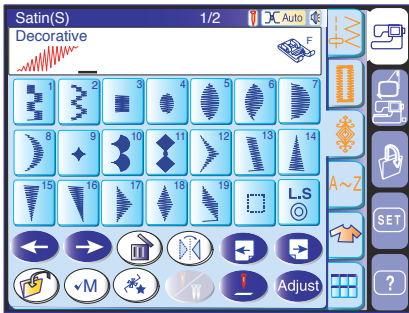 Satin(S) 1/2 Auto
Decorative F
1 2 3 4 5 6 7
8 9 10 11 12 13 14
15 16 17 18 19 L.S
A~Z
SET
✓M Adjust ?